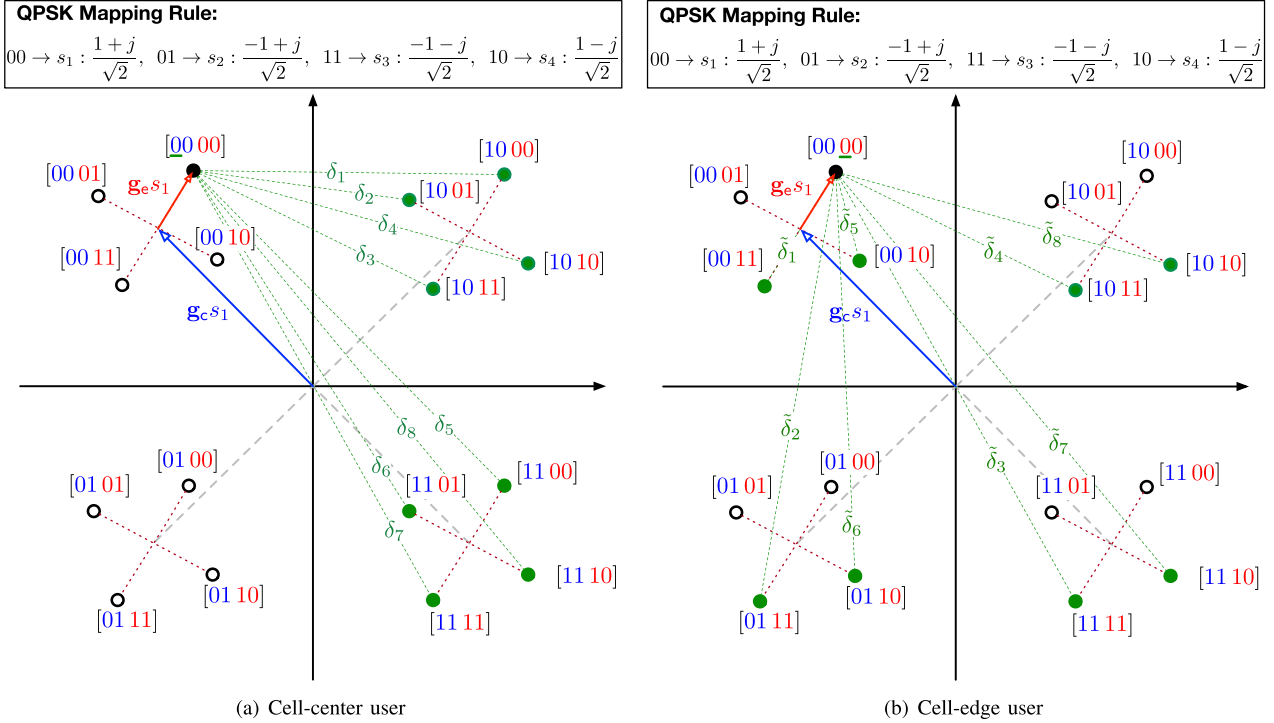 QPSK Mapping Rule:
00 → s₁ : (1 + j)/√2, 01 → s₂ : (−1 + j)/√2, 11 → s₃ : (−1 − j)/√2, 10 → s₄ : (1 − j)/√2
[00 00]
[00 01]
[10 00]
δ₁
gₑs₁
δ₂
[10 01]
δ₄
[00 10]
[00 11]
δ₃
[10 10]
[10 11]
g꜀s₁
δ₅
δ₈
[01 00]
δ₆
[01 01]
[11 01]
[11 00]
δ₇
[11 10]
[01 10]
[01 11]
[11 11]
(a) Cell-center user
QPSK Mapping Rule:
00 → s₁ : (1 + j)/√2, 01 → s₂ : (−1 + j)/√2, 11 → s₃ : (−1 − j)/√2, 10 → s₄ : (1 − j)/√2
[00 00]
[10 00]
[00 01]
gₑs₁
[10 01]
δ̃₅
δ̃₈
δ̃₁
δ̃₄
[00 10]
[00 11]
[10 10]
[10 11]
g꜀s₁
δ̃₂
δ̃₇
δ̃₃
[01 00]
[11 00]
[01 01]
[11 01]
δ̃₆
[11 10]
[01 10]
[01 11]
[11 11]
(b) Cell-edge user